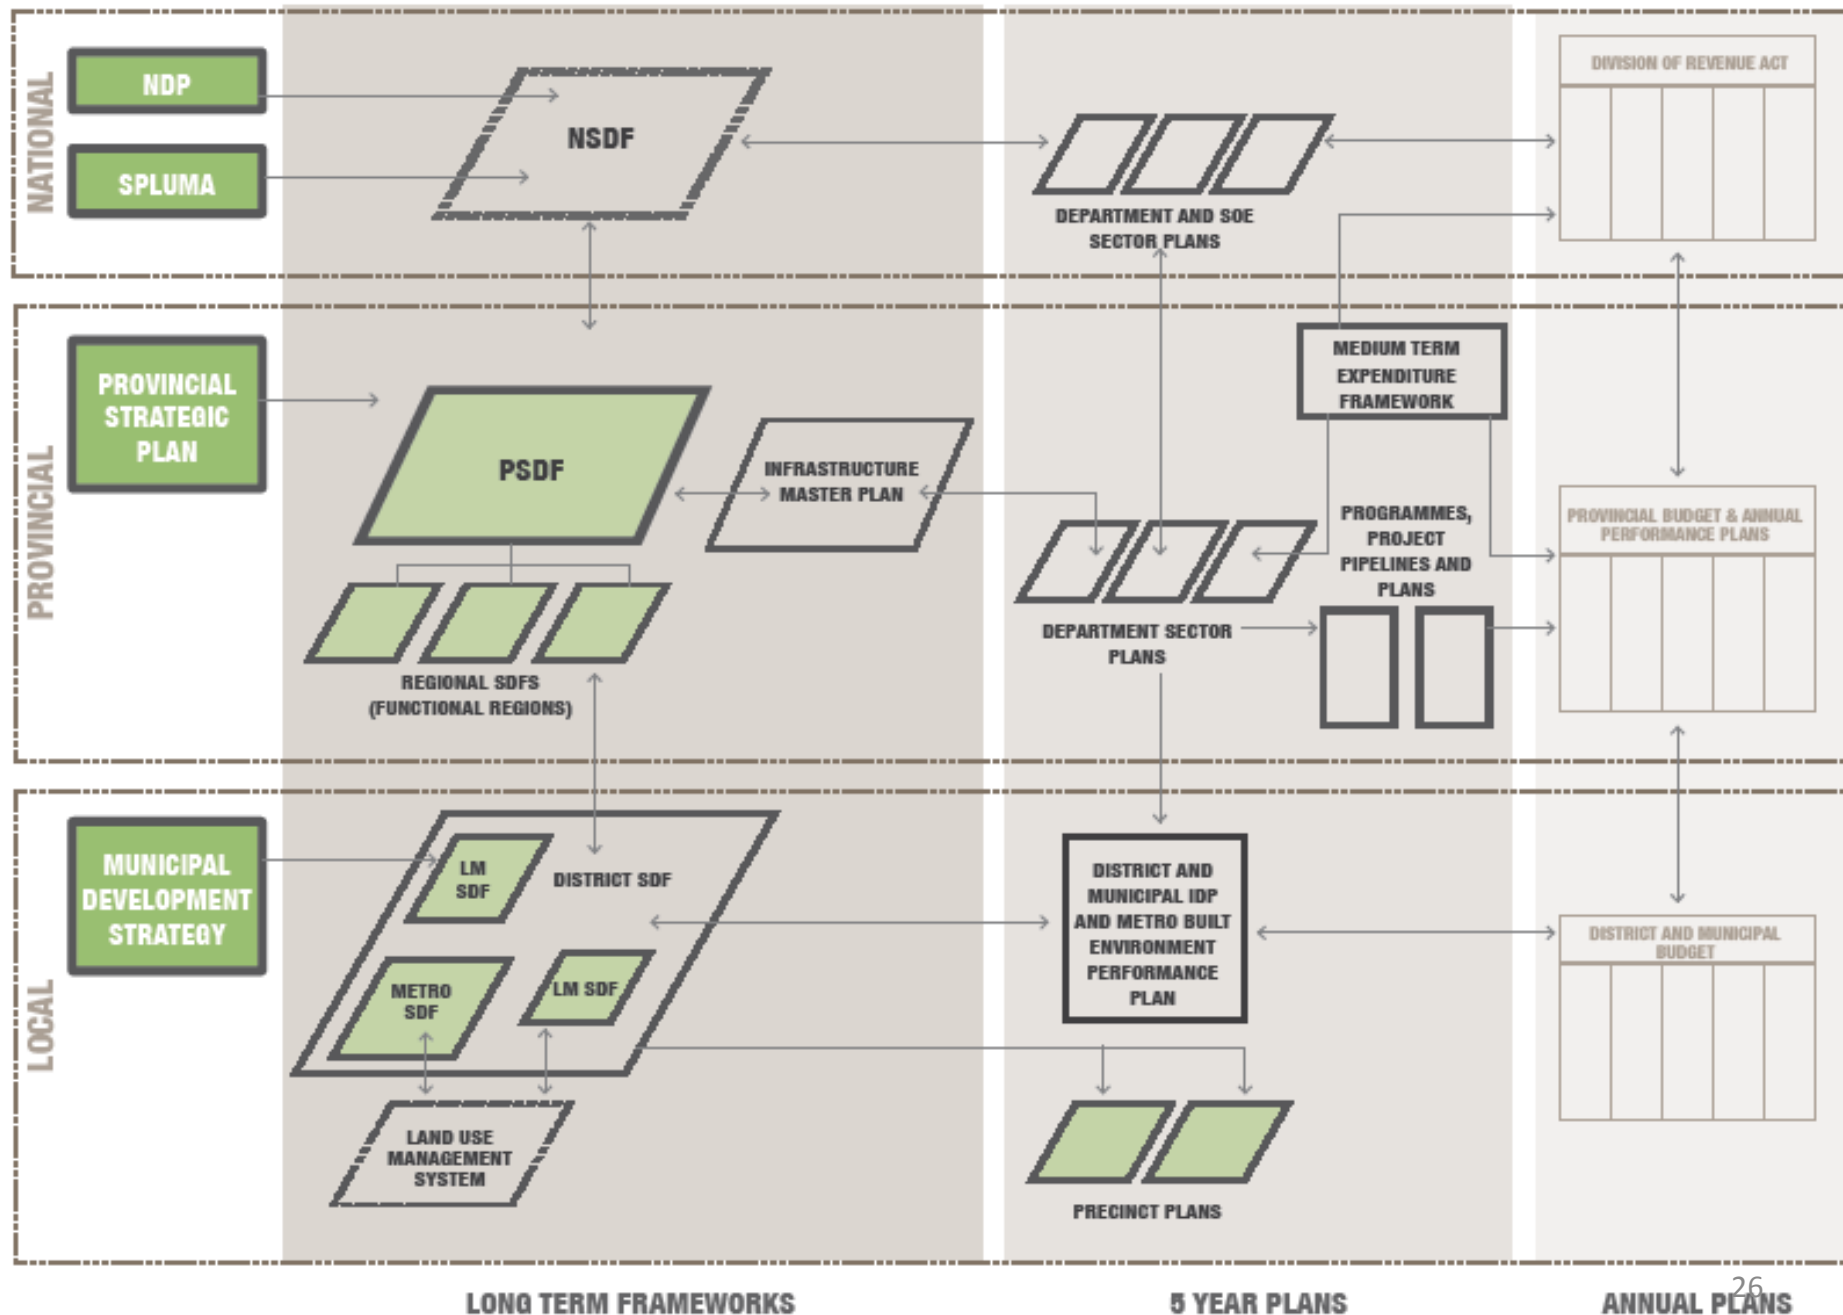 NATIONAL
NDP
SPLUMA
NSDF
DEPARTMENT AND SOE
SECTOR PLANS
DIVISION OF REVENUE ACT
PROVINCIAL
PROVINCIAL
STRATEGIC
PLAN
PSDF
INFRASTRUCTURE
MASTER PLAN
REGIONAL SDFS
(FUNCTIONAL REGIONS)
MEDIUM TERM
EXPENDITURE
FRAMEWORK
PROGRAMMES,
PROJECT
PIPELINES AND
PLANS
DEPARTMENT SECTOR
PLANS
PROVINCIAL BUDGET & ANNUAL
PERFORMANCE PLANS
LOCAL
MUNICIPAL
DEVELOPMENT
STRATEGY
LM
SDF
DISTRICT SDF
METRO
SDF
LM SDF
LAND USE
MANAGEMENT
SYSTEM
DISTRICT AND
MUNICIPAL IDP
AND METRO BUILT
ENVIRONMENT
PERFORMANCE
PLAN
PRECINCT PLANS
DISTRICT AND MUNICIPAL
BUDGET
LONG TERM FRAMEWORKS
5 YEAR PLANS
ANNUAL PLANS
26